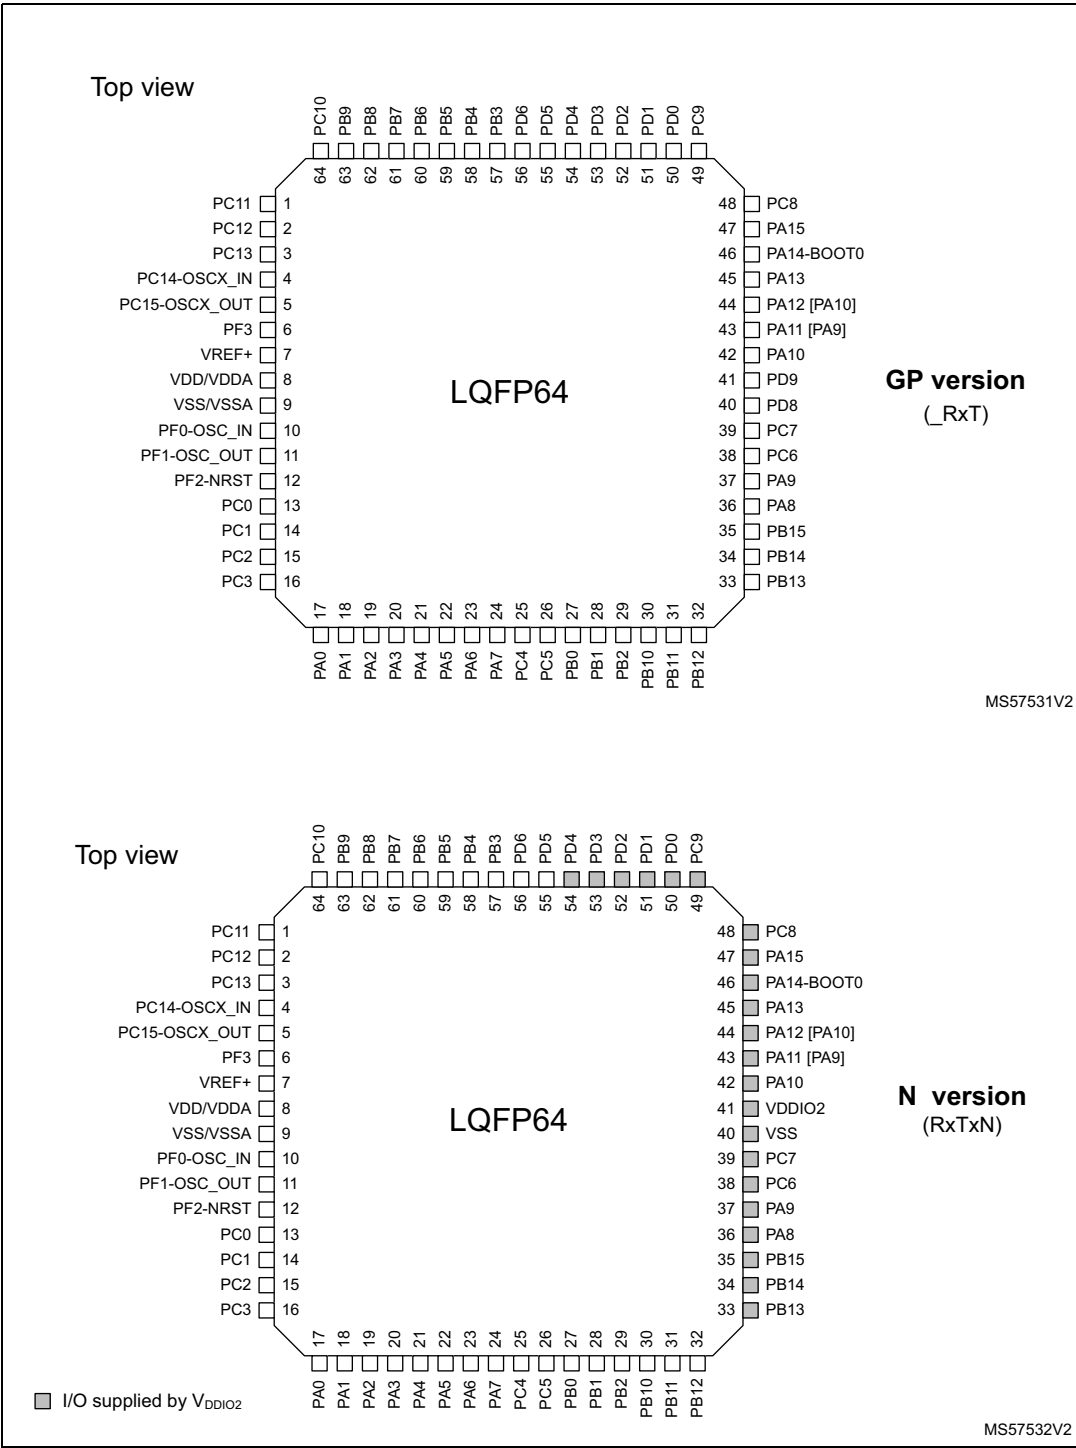 Top view
PC10 PB9 PB8 PB7 PB6 PB5 PB4 PB3 PD6 PD5 PD4 PD3 PD2 PD1 PD0 PC9
64 63 62 61 60 59 58 57 56 55 54 53 52 51 50 49
PC11 1 48 PC8
PC12 2 47 PA15
PC13 3 46 PA14-BOOT0
PC14-OSCX_IN 4 45 PA13
PC15-OSCX_OUT 5 44 PA12 [PA10]
PF3 6 43 PA11 [PA9]
VREF+ 7 42 PA10
VDD/VDDA 8 41 PD9
VSS/VSSA 9 40 PD8
PF0-OSC_IN 10 39 PC7
PF1-OSC_OUT 11 38 PC6
PF2-NRST 12 37 PA9
PC0 13 36 PA8
PC1 14 35 PB15
PC2 15 34 PB14
PC3 16 33 PB13
LQFP64
GP version
(_RxT)
17 18 19 20 21 22 23 24 25 26 27 28 29 30 31 32
PA0 PA1 PA2 PA3 PA4 PA5 PA6 PA7 PC4 PC5 PB0 PB1 PB2 PB10 PB11 PB12
MS57531V2
Top view
PC10 PB9 PB8 PB7 PB6 PB5 PB4 PB3 PD6 PD5 PD4 PD3 PD2 PD1 PD0 PC9
64 63 62 61 60 59 58 57 56 55 54 53 52 51 50 49
PC11 1 48 PC8
PC12 2 47 PA15
PC13 3 46 PA14-BOOT0
PC14-OSCX_IN 4 45 PA13
PC15-OSCX_OUT 5 44 PA12 [PA10]
PF3 6 43 PA11 [PA9]
VREF+ 7 42 PA10
VDD/VDDA 8 41 VDDIO2
VSS/VSSA 9 40 VSS
PF0-OSC_IN 10 39 PC7
PF1-OSC_OUT 11 38 PC6
PF2-NRST 12 37 PA9
PC0 13 36 PA8
PC1 14 35 PB15
PC2 15 34 PB14
PC3 16 33 PB13
LQFP64
N version
(RxTxN)
17 18 19 20 21 22 23 24 25 26 27 28 29 30 31 32
PA0 PA1 PA2 PA3 PA4 PA5 PA6 PA7 PC4 PC5 PB0 PB1 PB2 PB10 PB11 PB12
I/O supplied by VDDIO2
MS57532V2